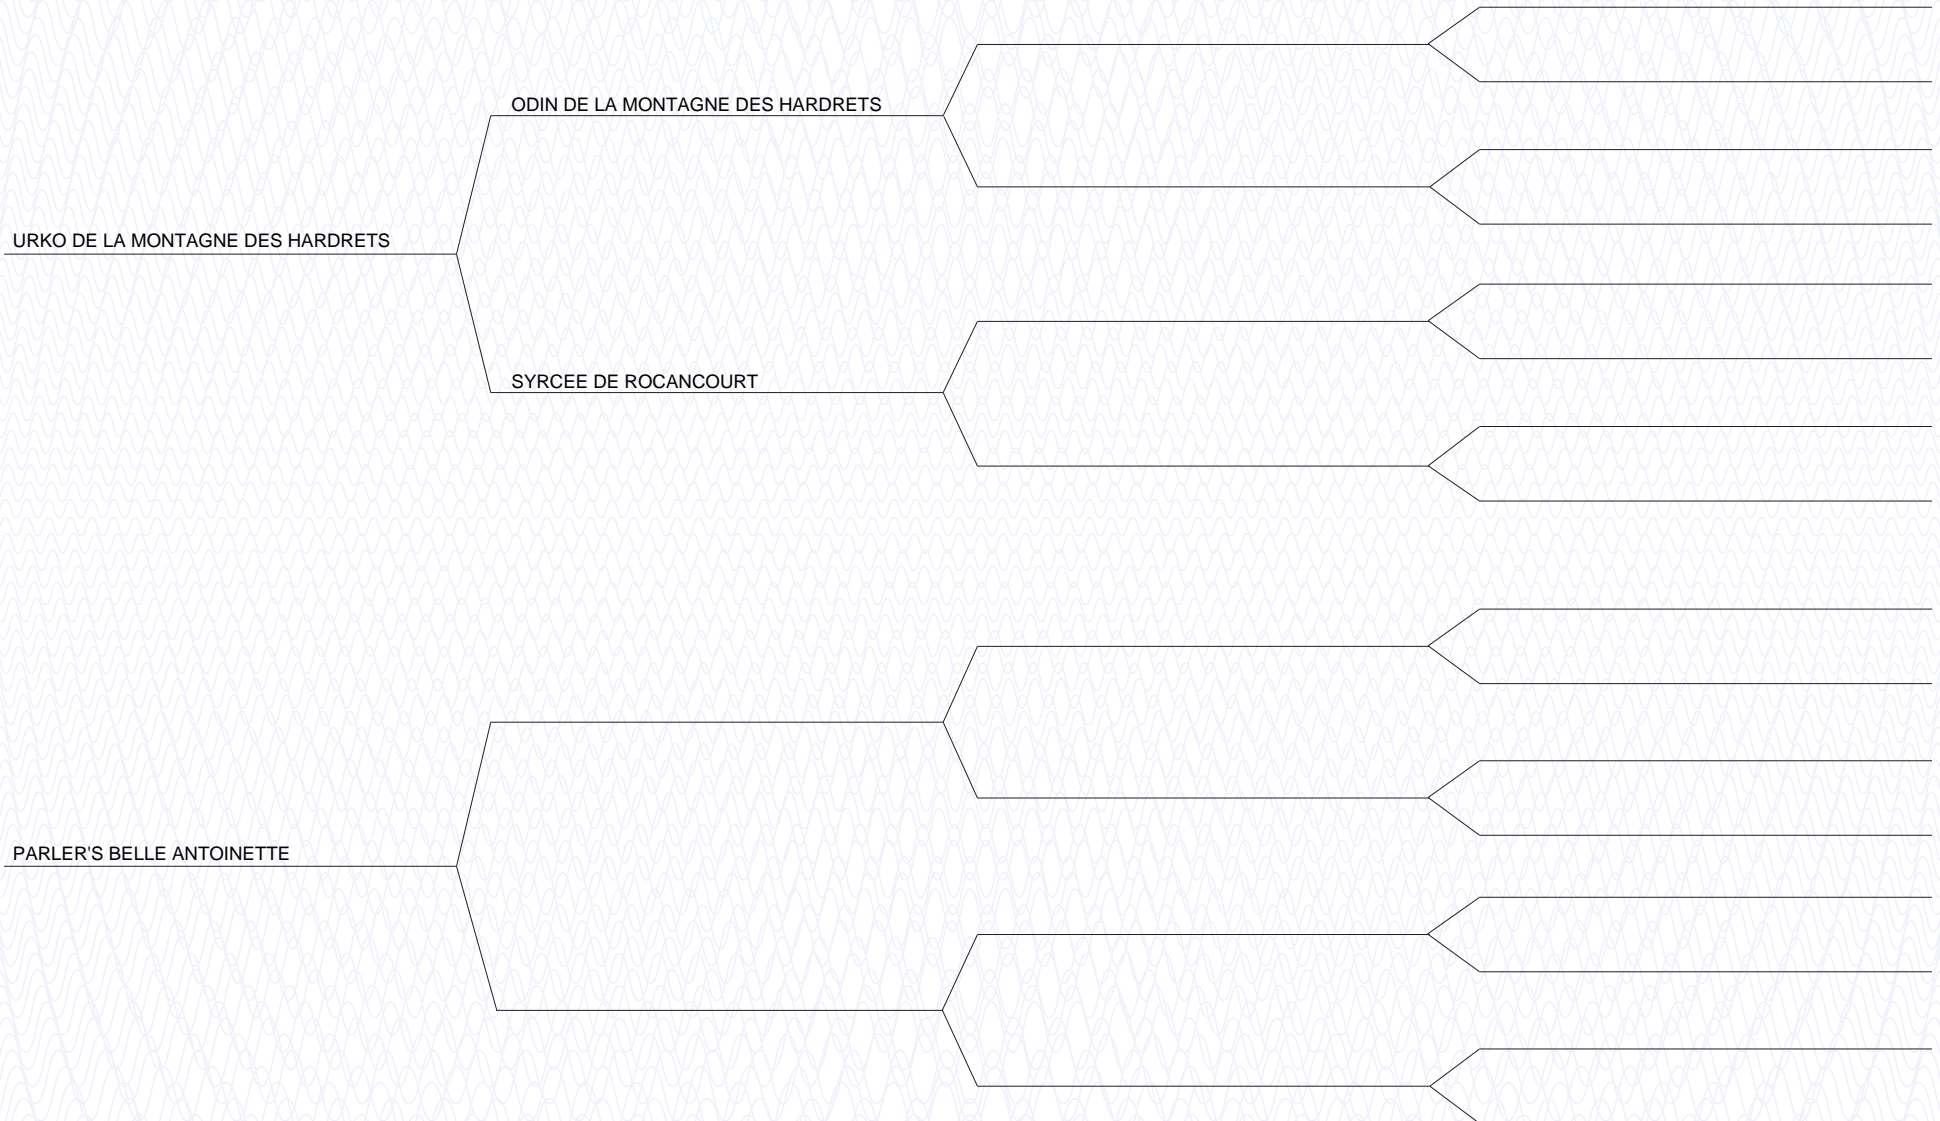 ODIN DE LA MONTAGNE DES HARDRETS
URKO DE LA MONTAGNE DES HARDRETS
SYRCEE DE ROCANCOURT
PARLER'S BELLE ANTOINETTE